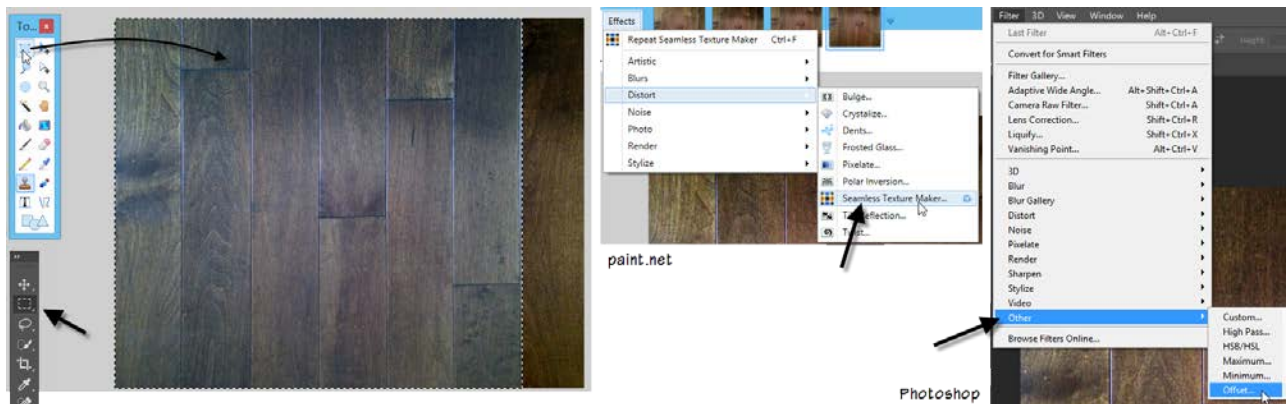 To...
Effects
Repeat Seamless Texture Maker Ctrl+F
Artistic
Blurs
Distort
Noise
Photo
Render
Stylize
Bulge...
Crystalize...
Dents...
Frosted Glass...
Pixelate...
Polar Inversion...
Seamless Texture Maker...
Reflection...
Twist...
paint.net
Filter 3D View Window Help
Last Filter Alt+Ctrl+F
Convert for Smart Filters
Filter Gallery...
Adaptive Wide Angle... Alt+Shift+Ctrl+A
Camera Raw Filter... Shift+Ctrl+A
Lens Correction... Shift+Ctrl+R
Liquify... Shift+Ctrl+X
Vanishing Point... Alt+Ctrl+V
3D
Blur
Blur Gallery
Distort
Noise
Pixelate
Render
Sharpen
Stylize
Video
Other
Browse Filters Online...
Custom...
High Pass...
HSB/HSL
Maximum...
Minimum...
Offset...
Photoshop